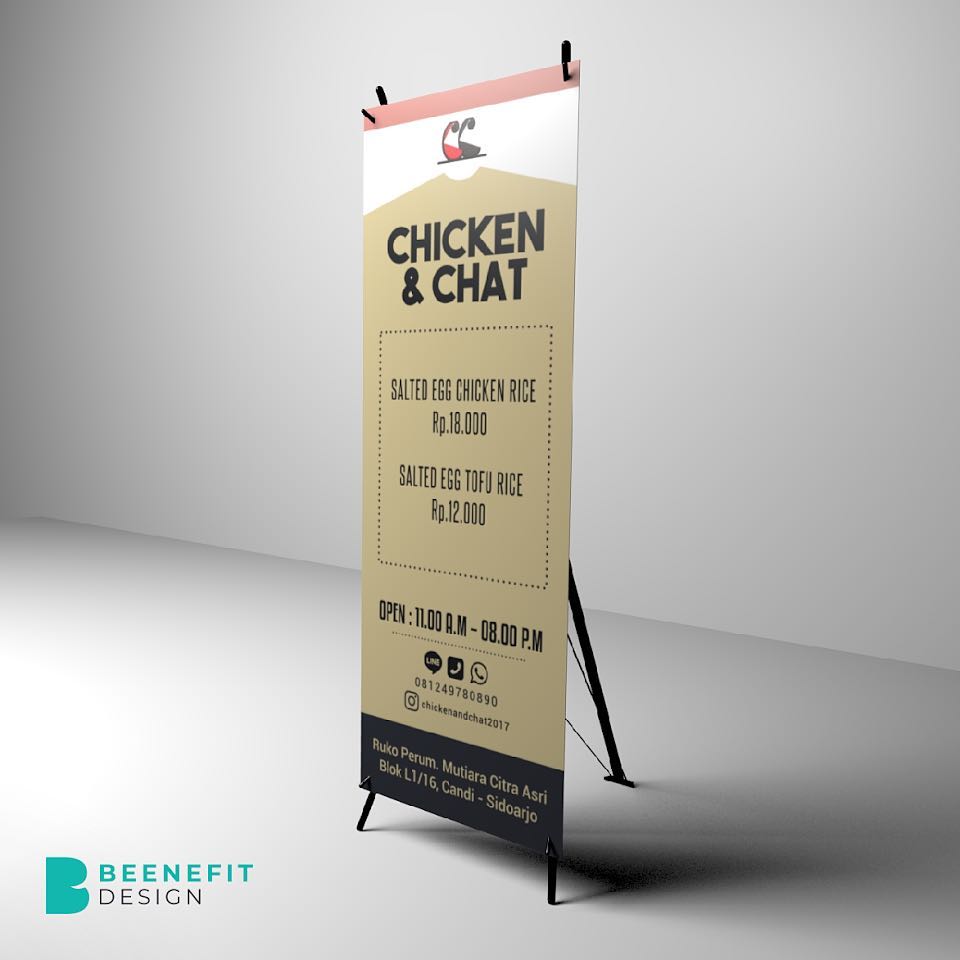 CHICKEN
& CHAT
SALTED EGG CHICKEN RICE
Rp.18.000
SALTED EGG TOFU RICE
Rp.12.000
OPEN : 11.00 A.M - 08.00 P.M
LINE
081249780890
chickenandchat2017
Ruko Perum. Mutiara Citra Asri
Blok L1/16, Candi - Sidoarjo
BEENEFIT
DESIGN